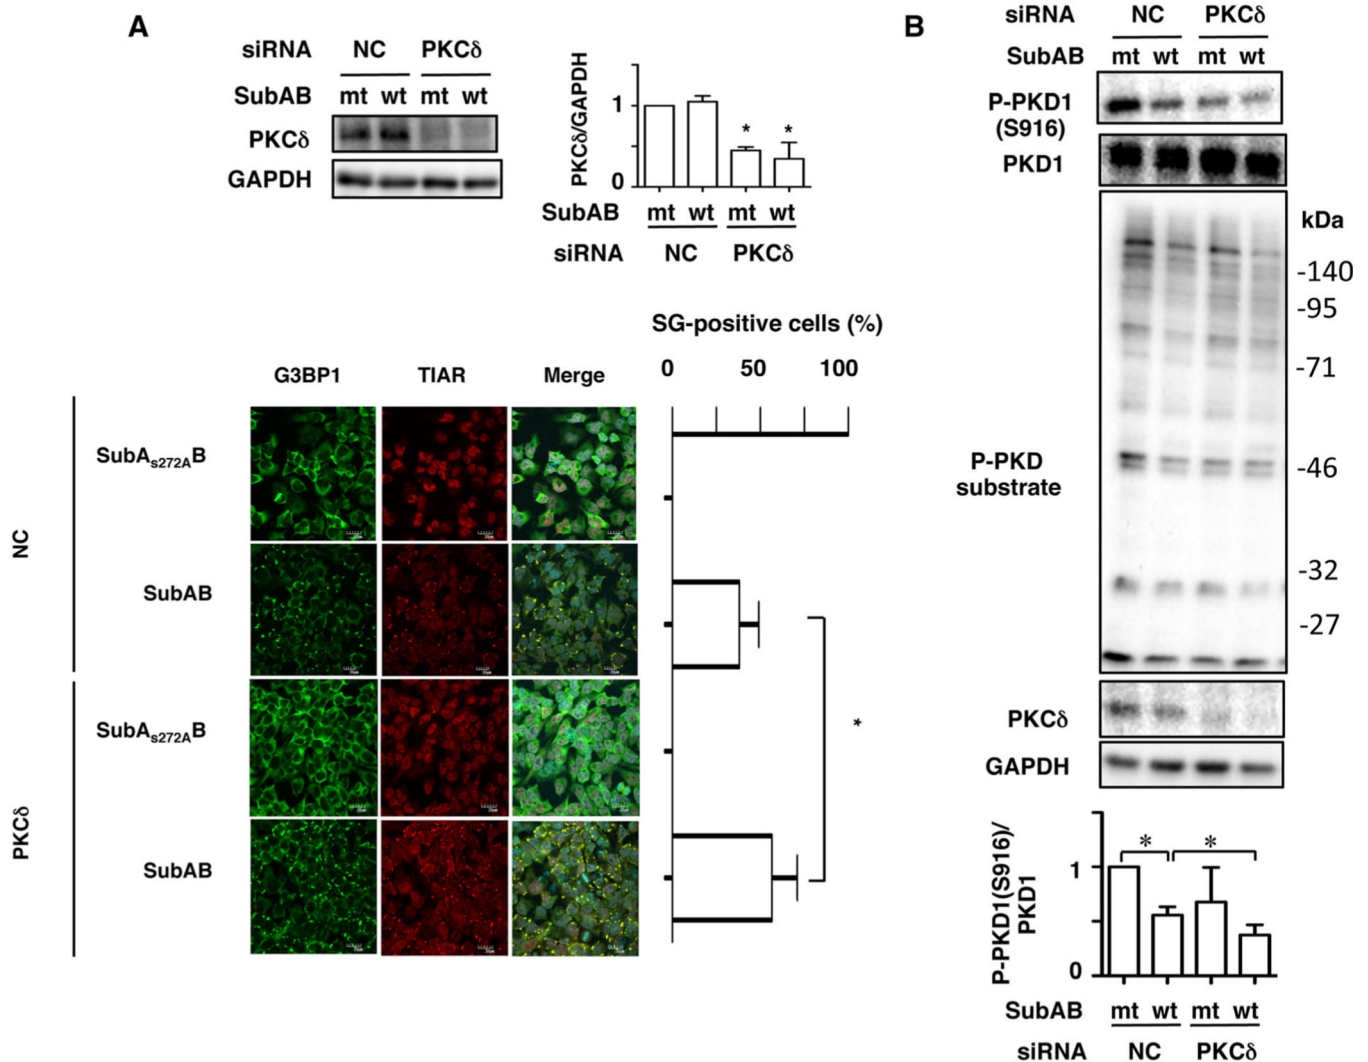 A
siRNA NC PKCδ
SubAB mt wt mt wt
PKCδ
GAPDH
PKCδ/GAPDH
1
* *
0
SubAB mt wt mt wt
siRNA NC PKCδ
SG-positive cells (%)
0 50 100
G3BP1 TIAR Merge
NC
SubAs272AB
SubAB
PKCδ
SubAs272AB
SubAB
*
B
siRNA NC PKCδ
SubAB mt wt mt wt
P-PKD1
(S916)
PKD1
kDa
-140
-95
-71
P-PKD
substrate
-46
-32
-27
PKCδ
GAPDH
P-PKD1(S916)/
PKD1
* *
1
0
SubAB mt wt mt wt
siRNA NC PKCδ